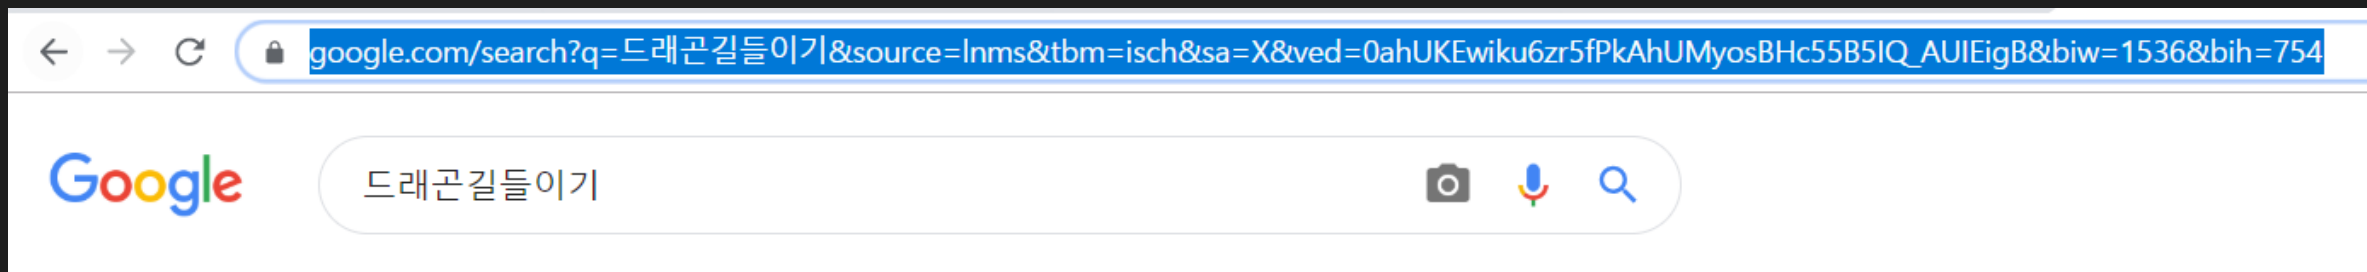 google.com/search?q=드래곤길들이기&source=lnms&tbm=isch&sa=X&ved=0ahUKEwiku6zr5fPkAhUMyosBHc55B5IQ_AUIEigB&biw=1536&bih=754
Google 드래곤길들이기